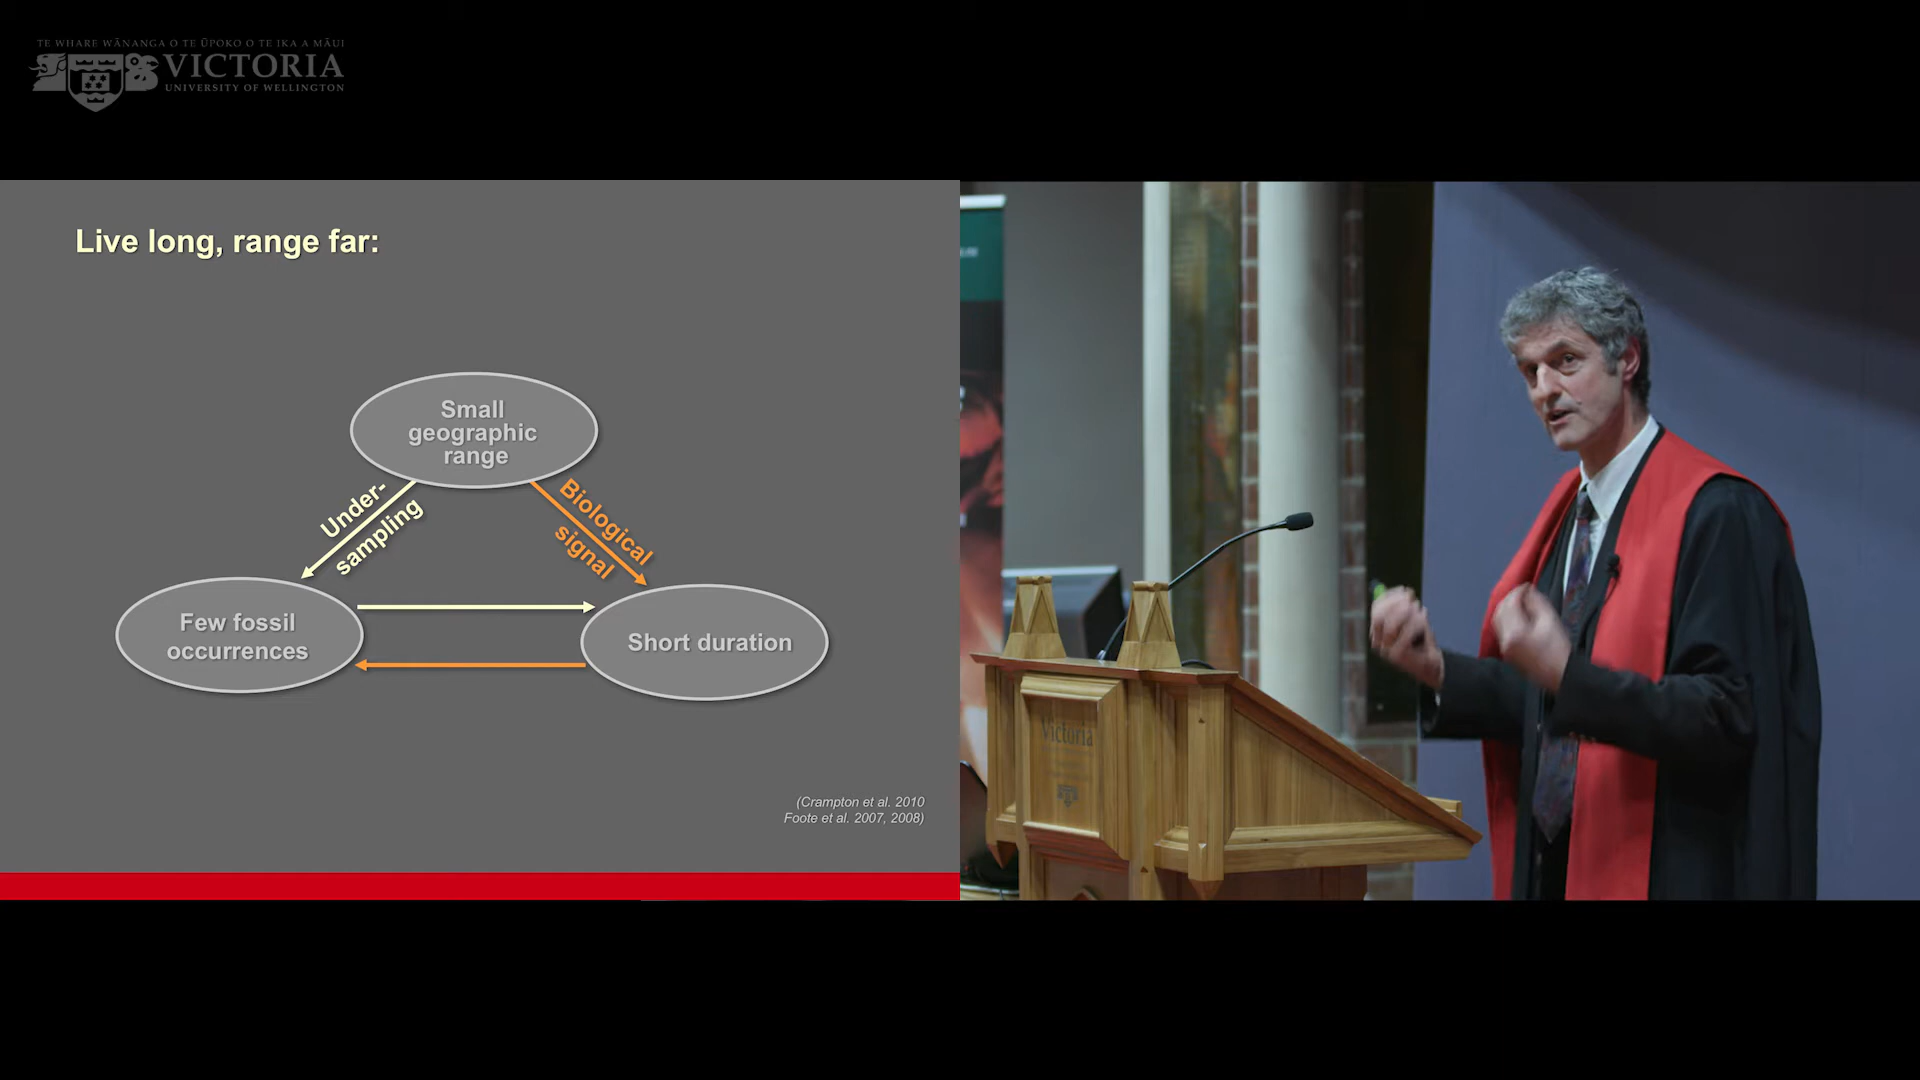 TE WHARE WĀNANGA O TE ŪPOKO O TE IKA A MĀUI
VICTORIA
UNIVERSITY OF WELLINGTON
Live long, range far:
Small
geographic
range
Under-
sampling
Biological
signal
Few fossil
occurrences
Short duration
(Crampton et al. 2010
Foote et al. 2007, 2008)
Victoria